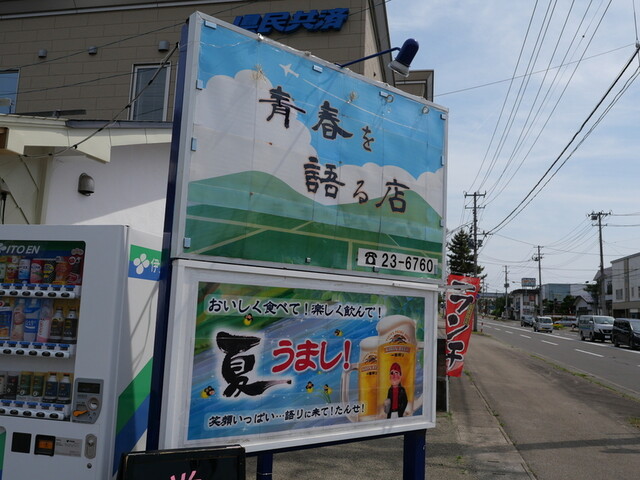 県民共済
青春を
語る店
☎23-6760
おいしく食べて!楽しく飲んで!
夏うまし!
笑顔いっぱい…語りに来て!たんせ!
ITO EN
ランチ